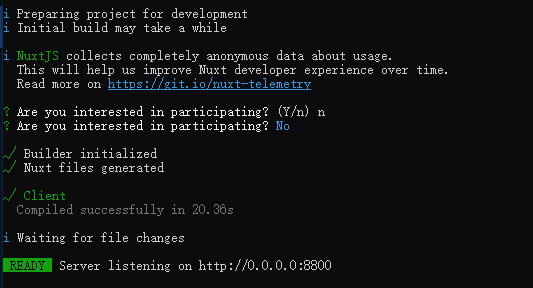 i Preparing project for development
i Initial build may take a while
i NuxtJS collects completely anonymous data about usage.
This will help us improve Nuxt developer experience over time.
Read more on https://git.io/nuxt-telemetry
? Are you interested in participating? (Y/n) n
? Are you interested in participating? No
√ Builder initialized
√ Nuxt files generated
√ Client
Compiled successfully in 20.36s
i Waiting for file changes
READY Server listening on http://0.0.0.0:8800